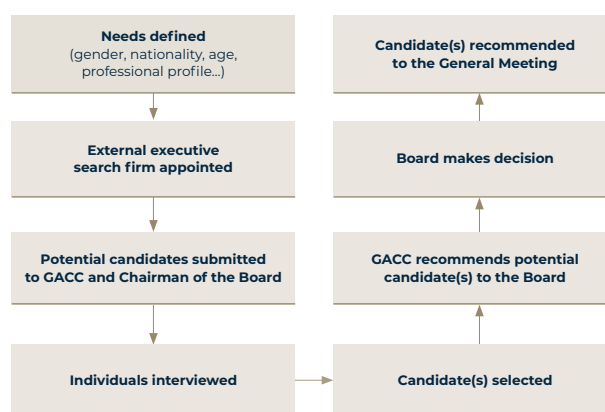 Needs defined
(gender, nationality, age,
professional profile...)
External executive
search firm appointed
Potential candidates submitted
to GACC and Chairman of the Board
Individuals interviewed
Candidate(s) selected
GACC recommends potential
candidate(s) to the Board
Board makes decision
Candidate(s) recommended
to the General Meeting